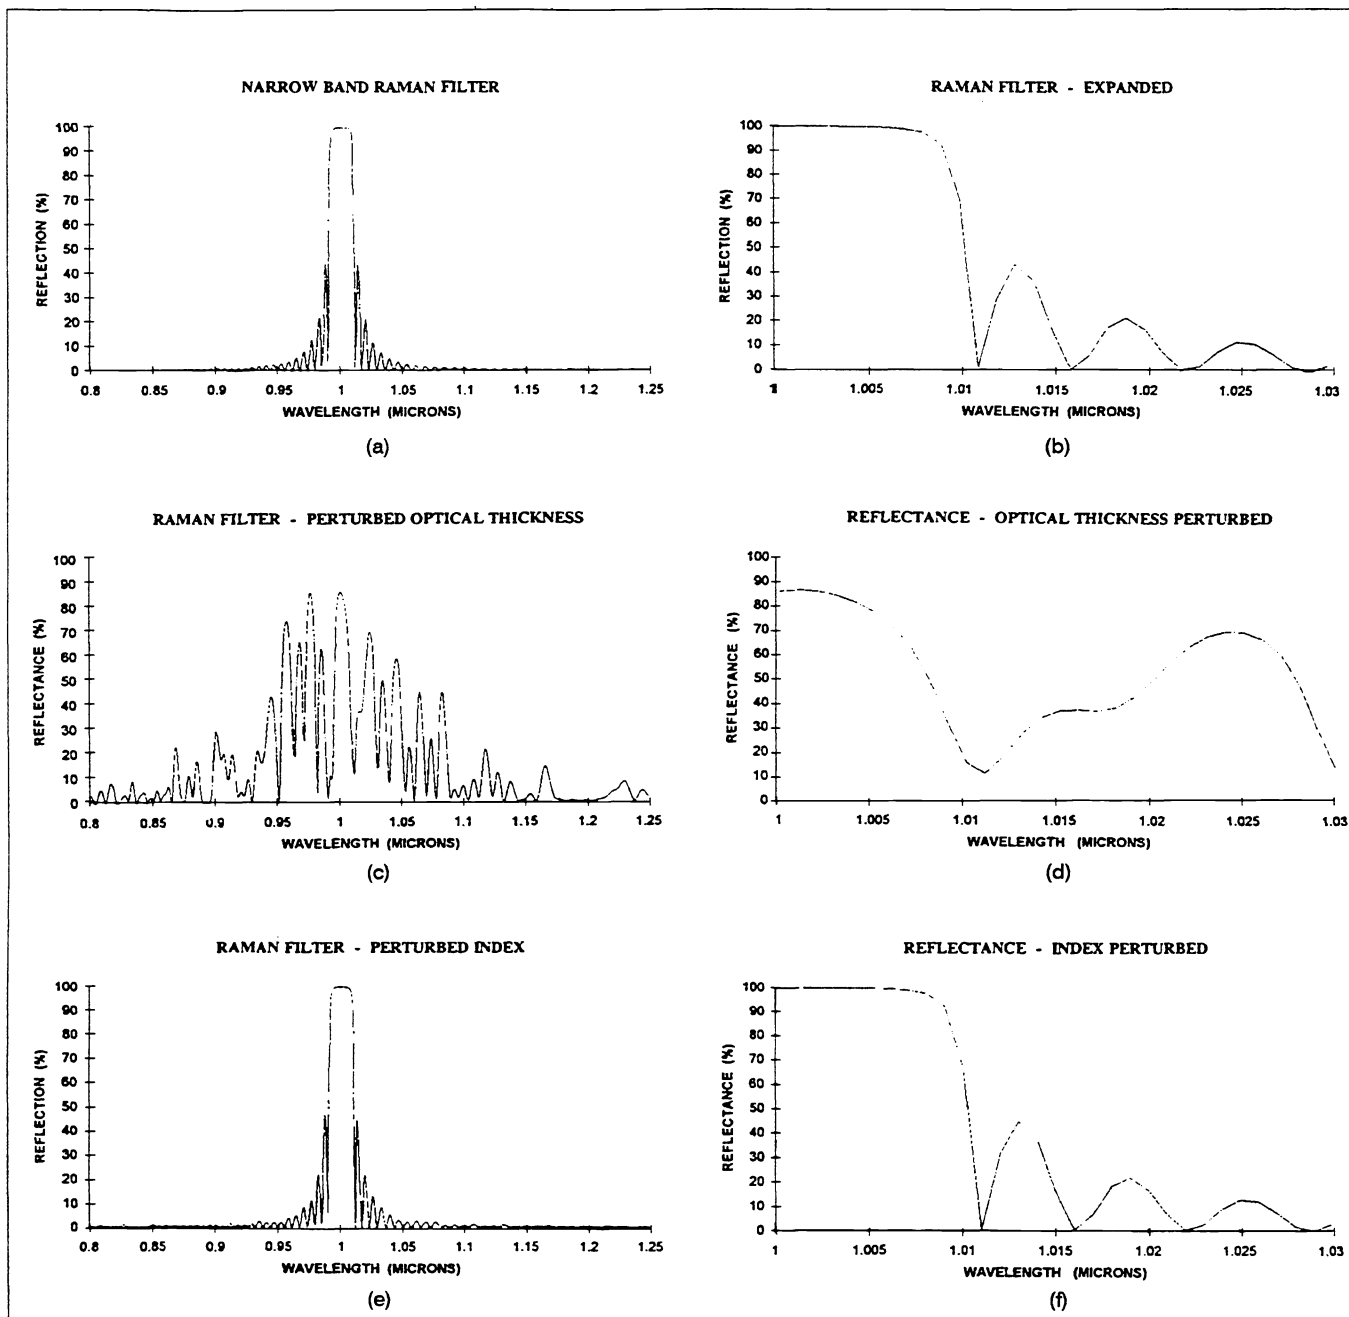 NARROW BAND RAMAN FILTER
100
90
80
70
60
50
40
30
20
10
0
REFLECTION (%)
0.8 0.85 0.9 0.95 1 1.05 1.1 1.15 1.2 1.25
WAVELENGTH (MICRONS)
(a)
RAMAN FILTER - EXPANDED
100
90
80
70
60
50
40
30
20
10
0
REFLECTION (%)
1 1.005 1.01 1.015 1.02 1.025 1.03
WAVELENGTH (MICRONS)
(b)
RAMAN FILTER - PERTURBED OPTICAL THICKNESS
100
90
80
70
60
50
40
30
20
10
0
REFLECTANCE (%)
0.8 0.85 0.9 0.95 1 1.05 1.1 1.15 1.2 1.25
WAVELENGTH (MICRONS)
(c)
REFLECTANCE - OPTICAL THICKNESS PERTURBED
100
90
80
70
60
50
40
30
20
10
0
REFLECTANCE (%)
1 1.005 1.01 1.015 1.02 1.025 1.03
WAVELENGTH (MICRONS)
(d)
RAMAN FILTER - PERTURBED INDEX
100
90
80
70
60
50
40
30
20
10
0
REFLECTION (%)
0.8 0.85 0.9 0.95 1 1.05 1.1 1.15 1.2 1.25
WAVELENGTH (MICRONS)
(e)
REFLECTANCE - INDEX PERTURBED
100
90
80
70
60
50
40
30
20
10
0
REFLECTANCE (%)
1 1.005 1.01 1.015 1.02 1.025 1.03
WAVELENGTH (MICRONS)
(f)